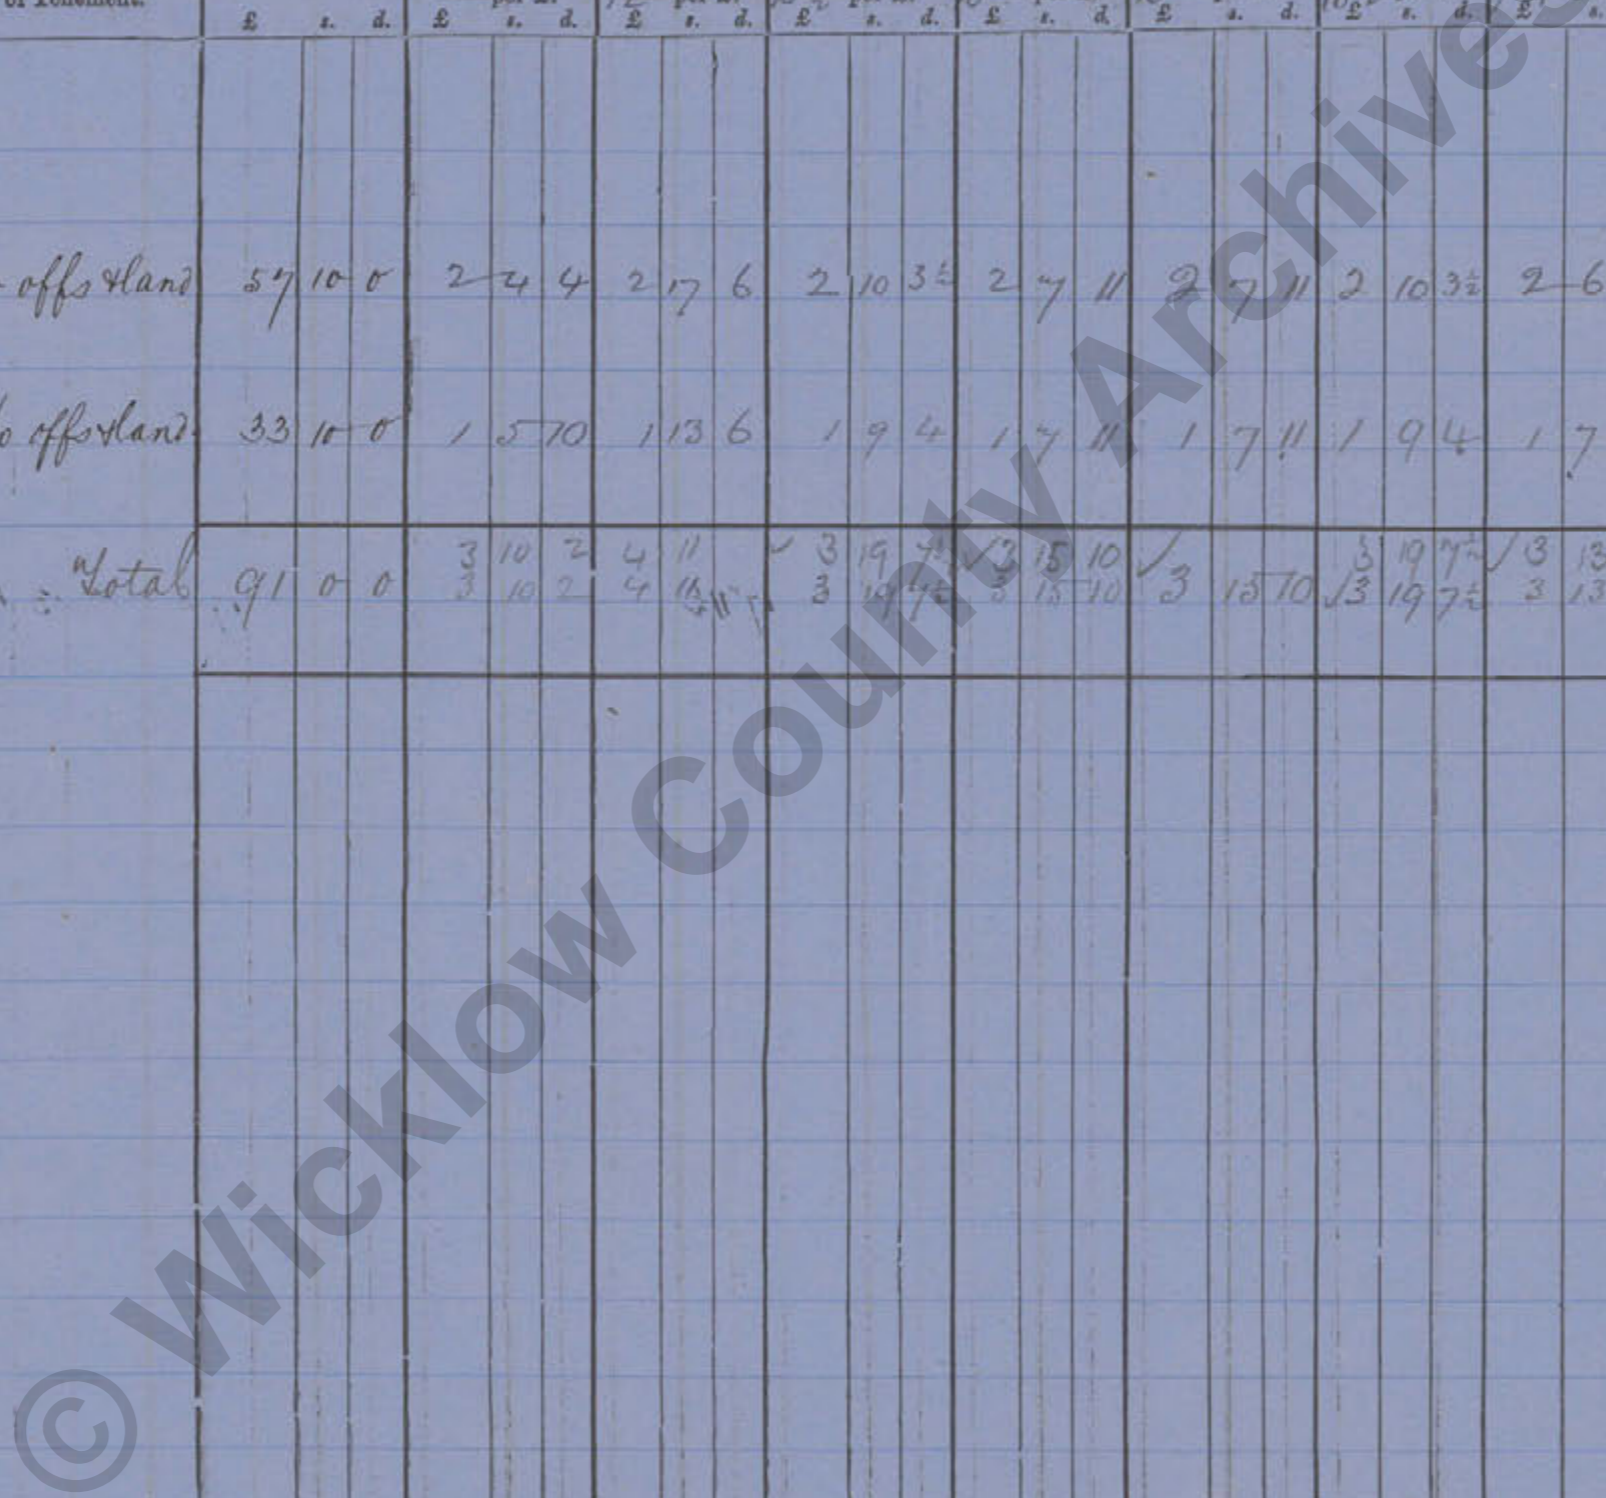 of Tenement.
£ s. d. £ s. d. £ s. d. £ s. d. £ s. d. £ s. d. £ s. d. £ s.
offs & land 57 10 0 2 4 4 2 17 6 2 10 3½ 2 7 11 2 7 11 2 10 3½ 2 6
offs & land 33 10 0 1 5 10 1 13 6 1 9 4 1 7 11 1 7 11 1 9 4 1 7
3 10 2 4 11 3 19 7½ 3 15 10 3 19 7½ 3 13
Total 91 0 0 3 10 2 4 11 3 19 7½ 3 15 10 3 15 10 3 19 7½ 3 13
© Wicklow County Archives